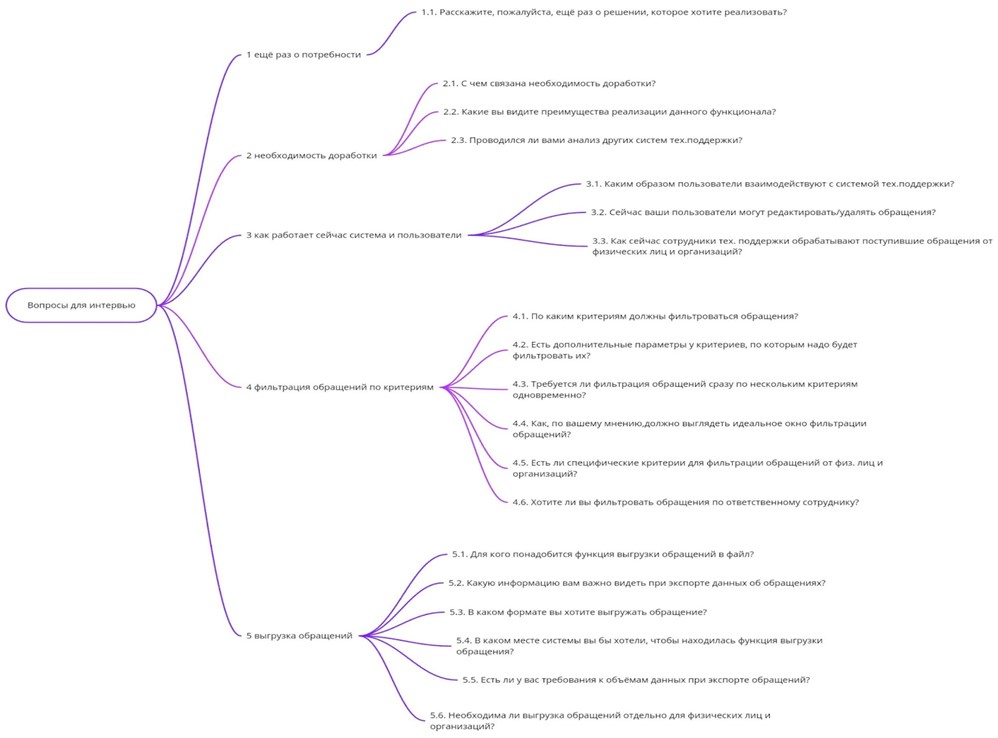 1.1. Расскажите, пожалуйста, ещё раз о решении, которое хотите реализовать?
1 ещё раз о потребности
2.1. С чем связана необходимость доработки?
2.2. Какие вы видите преимущества реализации данного функционала?
2.3. Проводился ли вами анализ других систем тех.поддержки?
2 необходимость доработки
3.1. Каким образом пользователи взаимодействуют с системой тех.поддержки?
3.2. Сейчас ваши пользователи могут редактировать/удалять обращения?
3 как работает сейчас система и пользователи
3.3. Как сейчас сотрудники тех. поддержки обрабатывают поступившие обращения от
физических лиц и организаций?
Вопросы для интервью
4.1. По каким критериям должны фильтроваться обращения?
4.2. Есть дополнительные параметры у критериев, по которым надо будет
фильтровать их?
4.3. Требуется ли фильтрация обращений сразу по нескольким критериям
одновременно?
4 фильтрация обращений по критериям
4.4. Как, по вашему мнению,должно выглядеть идеальное окно фильтрации
обращений?
4.5. Есть ли специфические критерии для фильтрации обращений от физ. лиц и
организаций?
4.6. Хотите ли вы фильтровать обращения по ответственному сотруднику?
5.1. Для кого понадобится функция выгрузки обращений в файл?
5.2. Какую информацию вам важно видеть при экспорте данных об обращениях?
5.3. В каком формате вы хотите выгружать обращение?
5 выгрузка обращений
5.4. В каком месте системы вы бы хотели, чтобы находилась функция выгрузки
обращения?
5.5. Есть ли у вас требования к объёмам данных при экспорте обращений?
5.6. Необходима ли выгрузка обращений отдельно для физических лиц и
организаций?